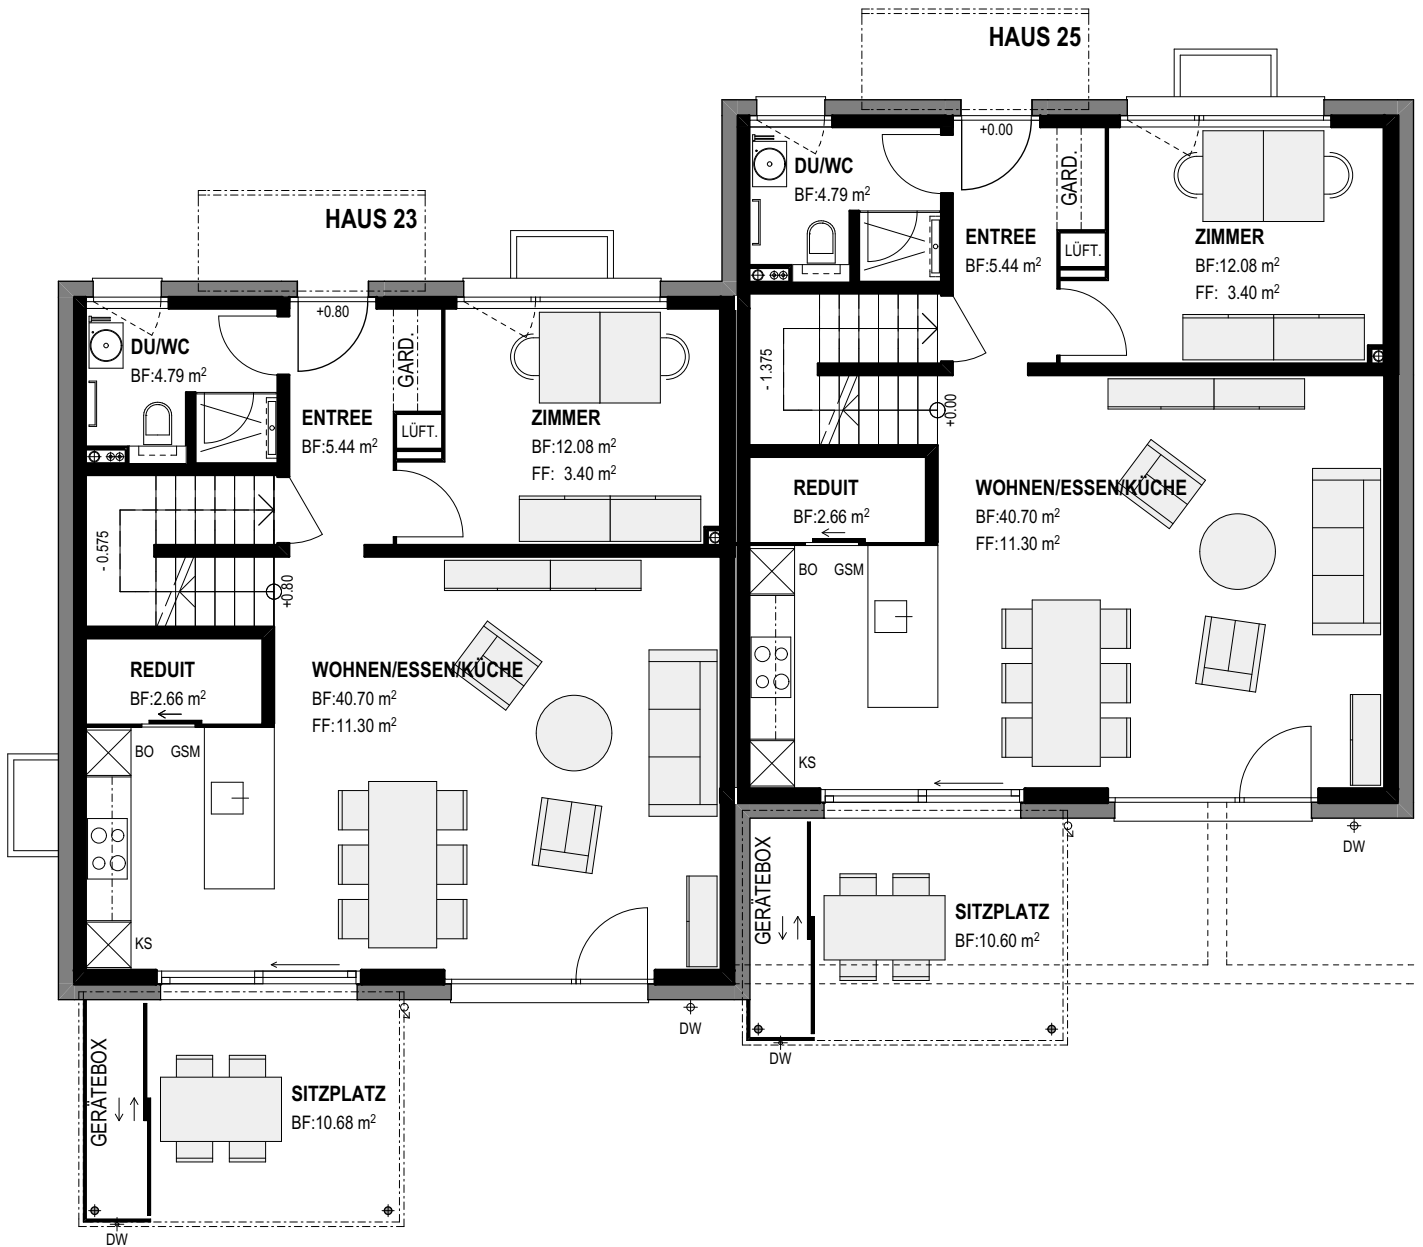 HAUS 25
+0.00
DU/WC
BF:4.79 m²
GARD.
LÜFT.
ENTREE
BF:5.44 m²
ZIMMER
BF:12.08 m²
FF: 3.40 m²
- 1.375
+0.00
REDUIT
BF:2.66 m²
WOHNEN/ESSEN/KÜCHE
BF:40.70 m²
FF:11.30 m²
BO GSM
KS
GERÄTEBOX
SITZPLATZ
BF:10.60 m²
DW
DW
HAUS 23
+0.80
DU/WC
BF:4.79 m²
GARD.
LÜFT.
ENTREE
BF:5.44 m²
ZIMMER
BF:12.08 m²
FF: 3.40 m²
- 0.575
+0.80
REDUIT
BF:2.66 m²
WOHNEN/ESSEN/KÜCHE
BF:40.70 m²
FF:11.30 m²
BO GSM
KS
DW
GERÄTEBOX
SITZPLATZ
BF:10.68 m²
DW